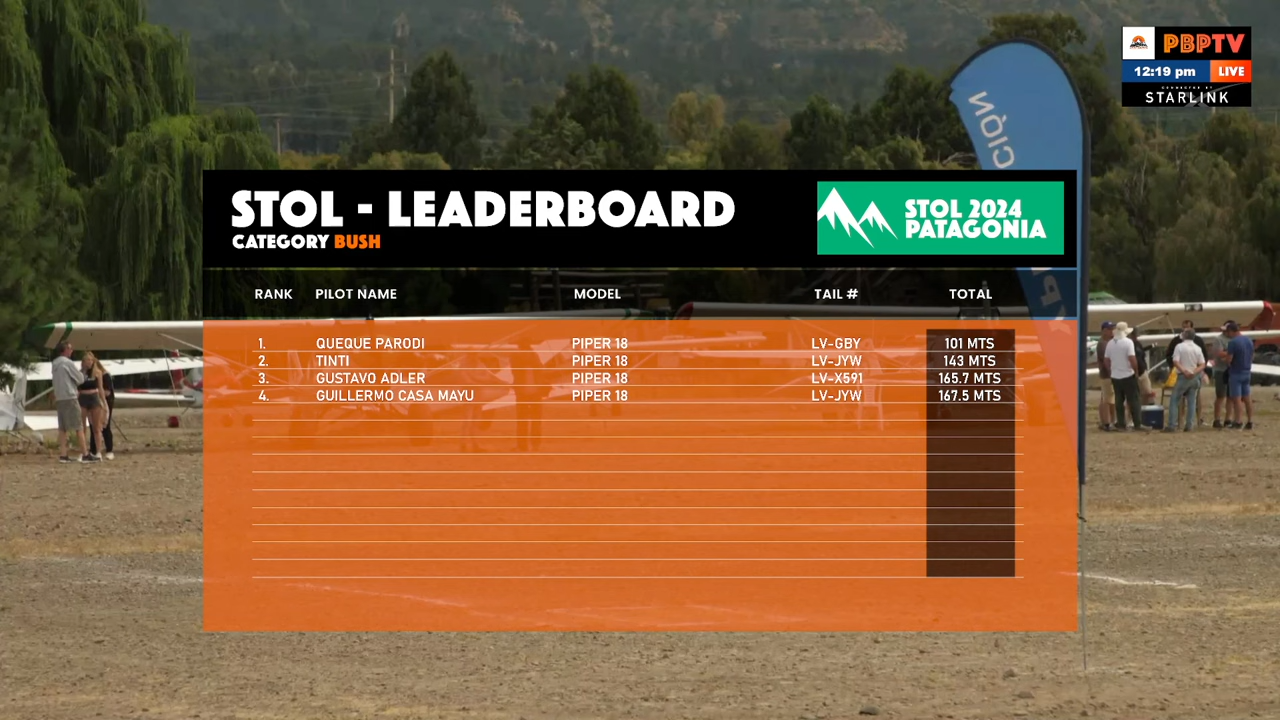 PBPTV
12:19 pm LIVE
STARLINK
CIÓN
STOL - LEADERBOARD
CATEGORY BUSH
STOL 2024
PATAGONIA
RANK PILOT NAME MODEL TAIL # TOTAL
1. QUEQUE PARODI PIPER 18 LV-GBY 101 MTS
2. TINTI PIPER 18 LV-JYW 143 MTS
3. GUSTAVO ADLER PIPER 18 LV-X591 165.7 MTS
4. GUILLERMO CASA MAYU PIPER 18 LV-JYW 167.5 MTS